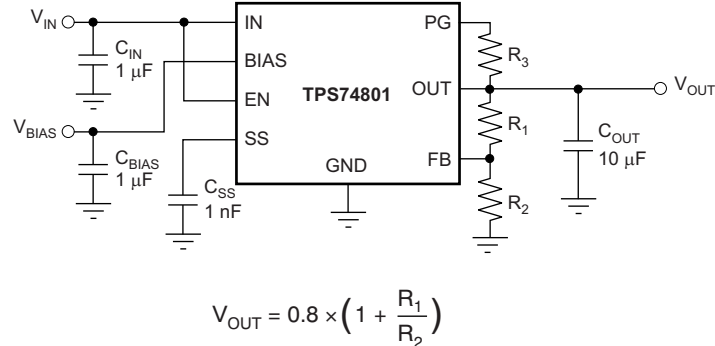 V_IN
C_IN
1 μF
V_BIAS
C_BIAS
1 μF
C_SS
1 nF
IN
BIAS
EN
SS
TPS74801
GND
PG
OUT
FB
R_3
R_1
R_2
V_OUT
C_OUT
10 μF
V_OUT = 0.8 × (1 + R_1/R_2)